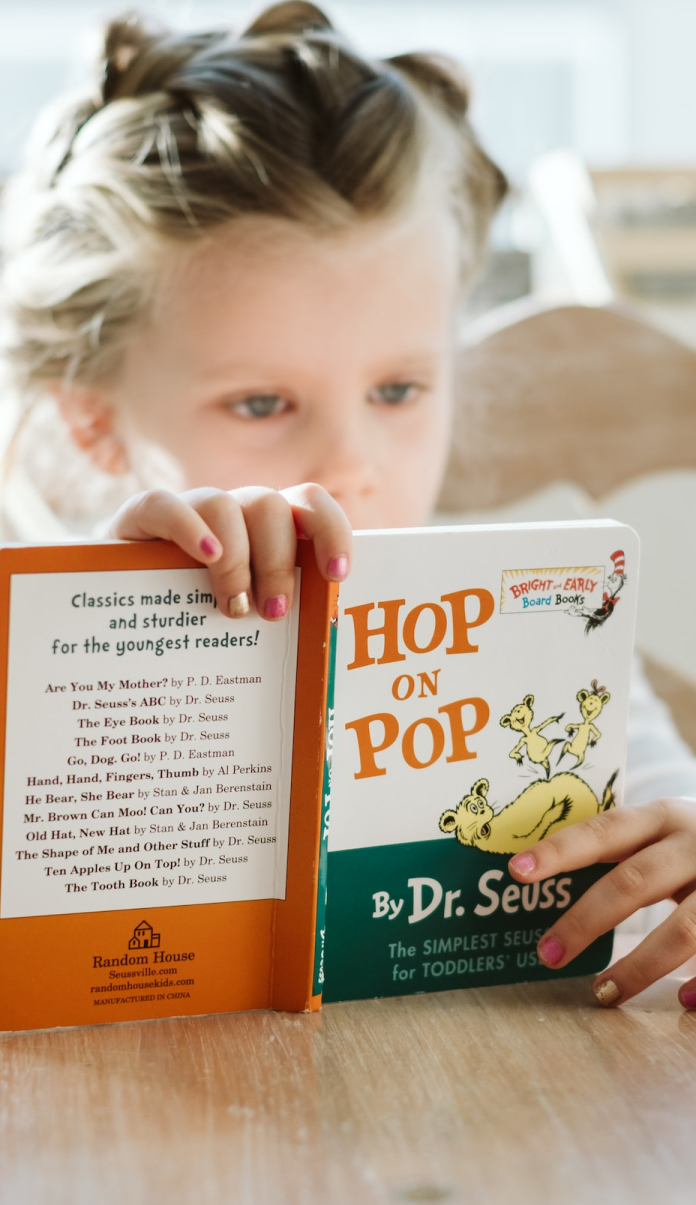 Classics made sim
and sturdier
for the youngest readers!
Are You My Mother? by P. D. Eastman
Dr. Seuss's ABC by Dr. Seuss
The Eye Book by Dr. Seuss
The Foot Book by Dr. Seuss
Go, Dog. Go! by P. D. Eastman
Hand, Hand, Fingers, Thumb by Al Perkins
He Bear, She Bear by Stan & Jan Berenstain
Mr. Brown Can Moo! Can You? by Dr. Seuss
Old Hat, New Hat by Stan & Jan Berenstain
The Shape of Me and Other Stuff by Dr. Seuss
Ten Apples Up On Top! by Dr. Seuss
The Tooth Book by Dr. Seuss
Random House
Seussville.com
randomhousekids.com
MANUFACTURED IN CHINA
BRIGHT and EARLY
Board Books
HOP
ON
POP
By Dr. Seuss
The SIMPLEST SEUS
for TODDLERS' US